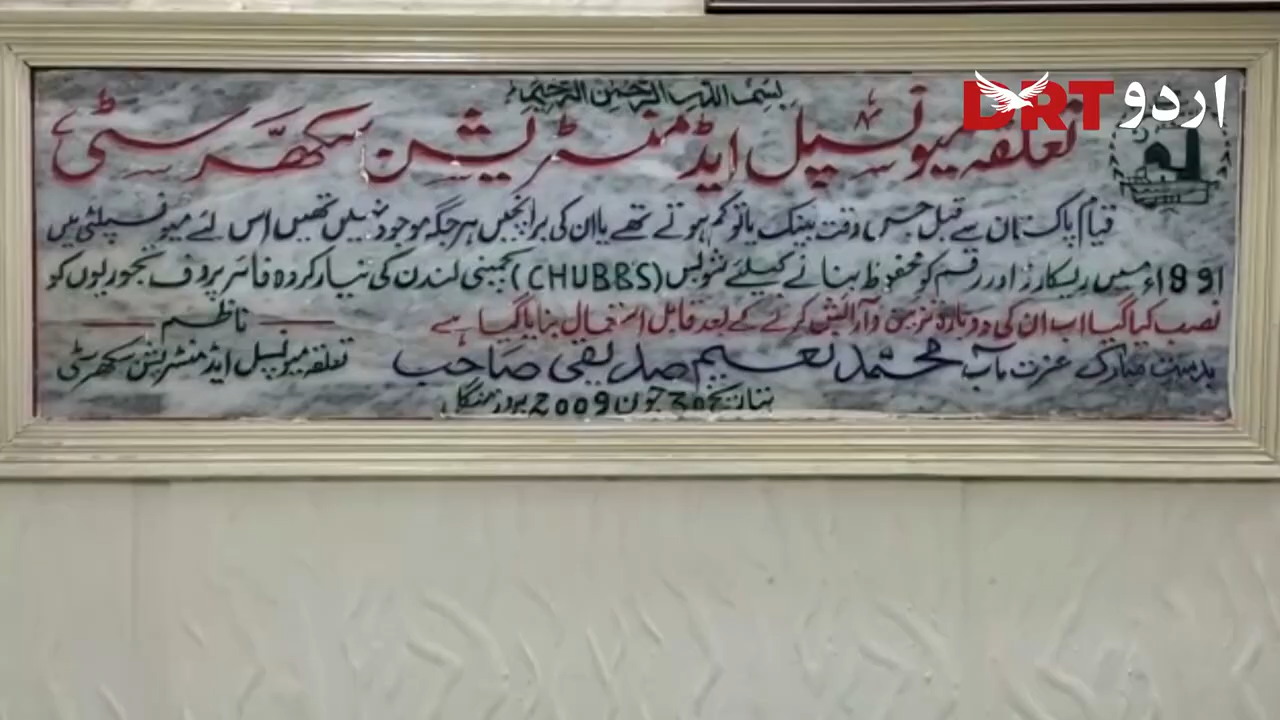 DRT اردو
بسم اللہ الرحمٰن الرحیم
تعلقہ میونسپل ایڈمنسٹریشن سکھر سٹی
قیام پاکستان سے قبل جس وقت بینک یا تو کم ہوتے تھے یا ان کی برانچیں ہر جگہ موجود نہیں تھیں اس لئے میونسپلٹی میں
1891ء میں ریکارڈ اور رقم کو محفوظ بنانے کیلئے (CHUBBS) کمپنی لندن کی تیار کردہ فائر پروف تجوریوں کو
نصب کیا گیا اب ان کی دوبارہ تزئین و آرائش کرنے کے بعد قابل استعمال بنایا گیا ہے
بدست مبارک عزت مآب محمد نعیم صدیقی صاحب
ناظم
تعلقہ میونسپل ایڈمنسٹریشن سکھر سٹی
بتاریخ 30 جون 2009 بروز منگل